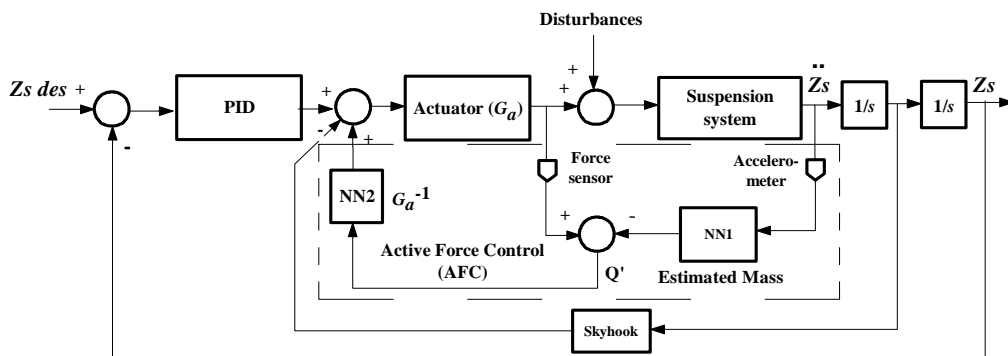 Disturbances
Zs des
+
-
PID
+
-
+
Actuator (Ga)
+
+
Suspension
system
Z̈s
1/s
1/s
Zs
Force
sensor
Accelero-
meter
NN2
Ga-1
+
-
NN1
Active Force Control
(AFC)
Q'
Estimated Mass
Skyhook